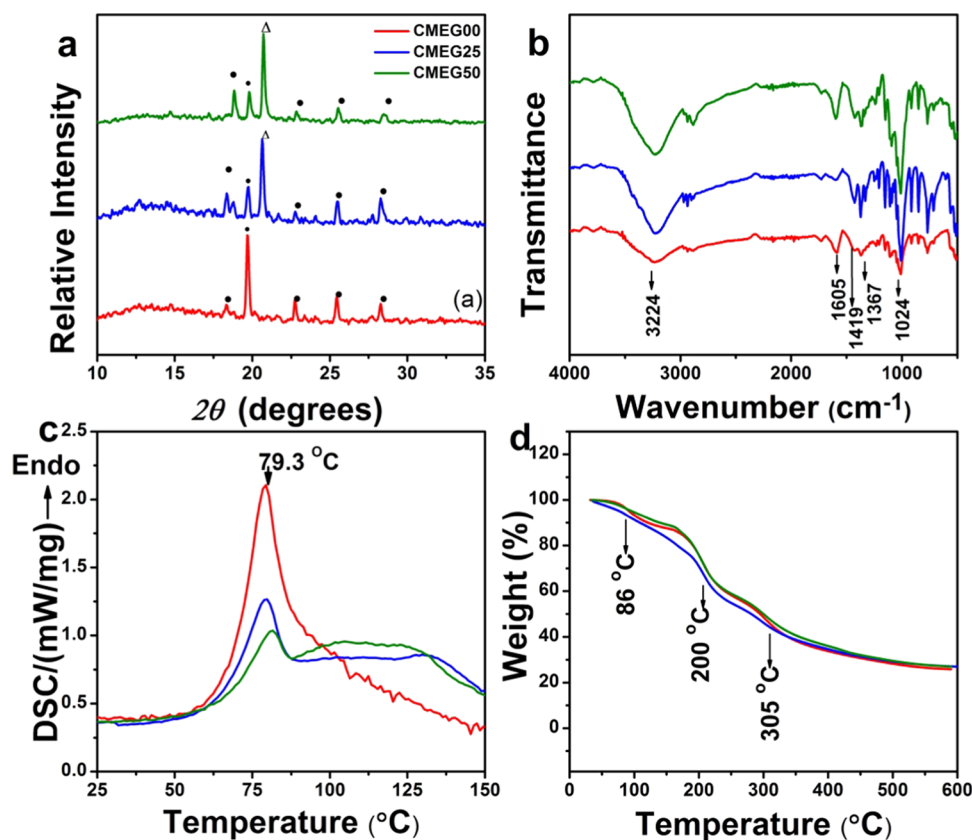 a
CMEG00
CMEG25
CMEG50
Δ
Δ
(a)
Relative Intensity
10 15 20 25 30 35
2θ (degrees)
b
Transmittance
3224
1605
1419
1367
1024
4000 3000 2000 1000
Wavenumber (cm-1)
c
2.5
Endo
2.0
1.5
1.0
0.5
0.0
79.3 °C
DSC/(mW/mg)
25 50 75 100 125 150
Temperature (°C)
d
120
100
80
60
40
20
0
86 °C
200 °C
305 °C
Weight (%)
0 100 200 300 400 500 600
Temperature (°C)